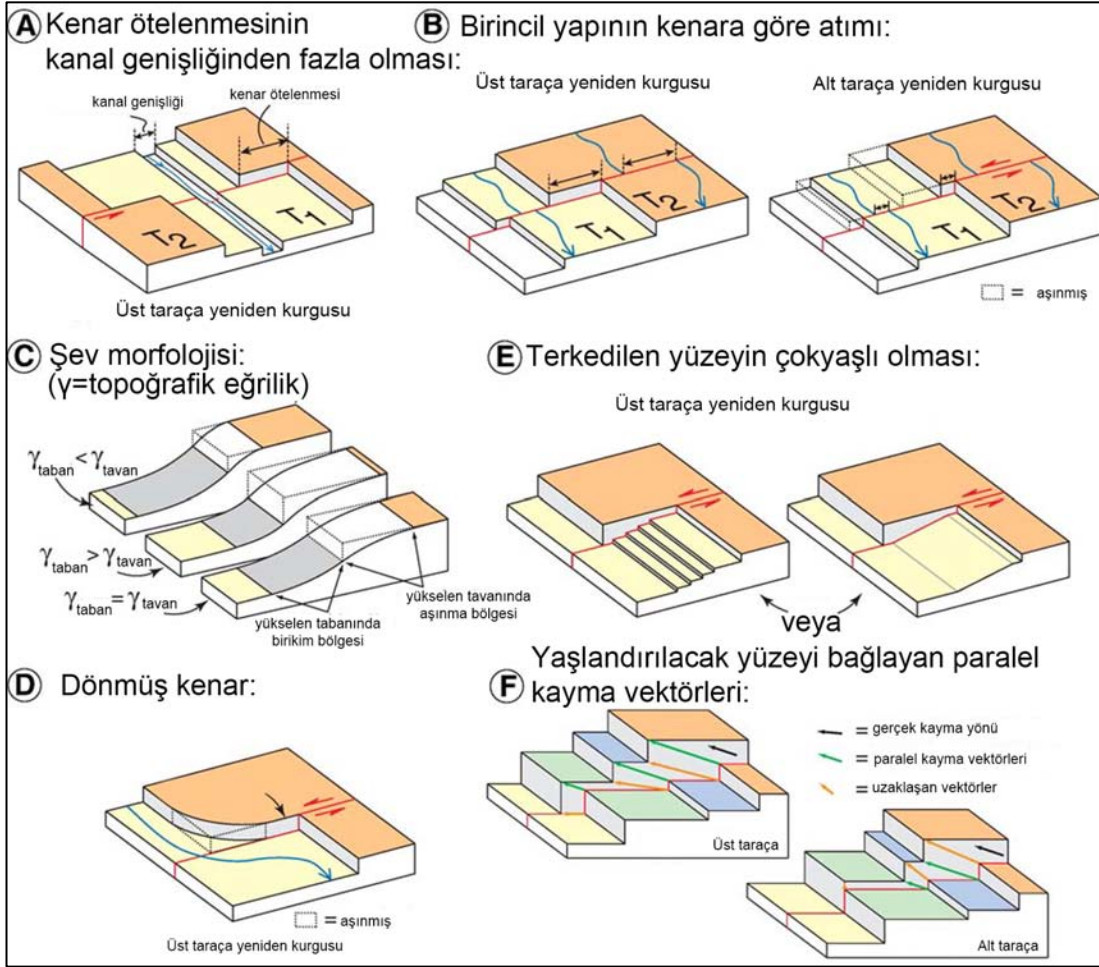 A Kenar ötelenmesinin
kanal genişliğinden fazla olması:
kanal genişliği
kenar ötelenmesi
T2
T1
Üst taraça yeniden kurgusu
B Birincil yapının kenara göre atımı:
Üst taraça yeniden kurgusu
Alt taraça yeniden kurgusu
T2
T1
T2
T1
= aşınmış
C Şev morfolojisi:
(γ=topoğrafik eğrilik)
γtaban < γtavan
γtaban > γtavan
γtaban = γtavan
yükselen tabanında
birikim bölgesi
yükselen tavanında
aşınma bölgesi
E Terkedilen yüzeyin çokyaşlı olması:
Üst taraça yeniden kurgusu
veya
D Dönmüş kenar:
= aşınmış
Üst taraça yeniden kurgusu
F Yaşlandırılacak yüzeyi bağlayan paralel
kayma vektörleri:
= gerçek kayma yönü
= paralel kayma vektörleri
= uzaklaşan vektörler
Üst taraça
Alt taraça